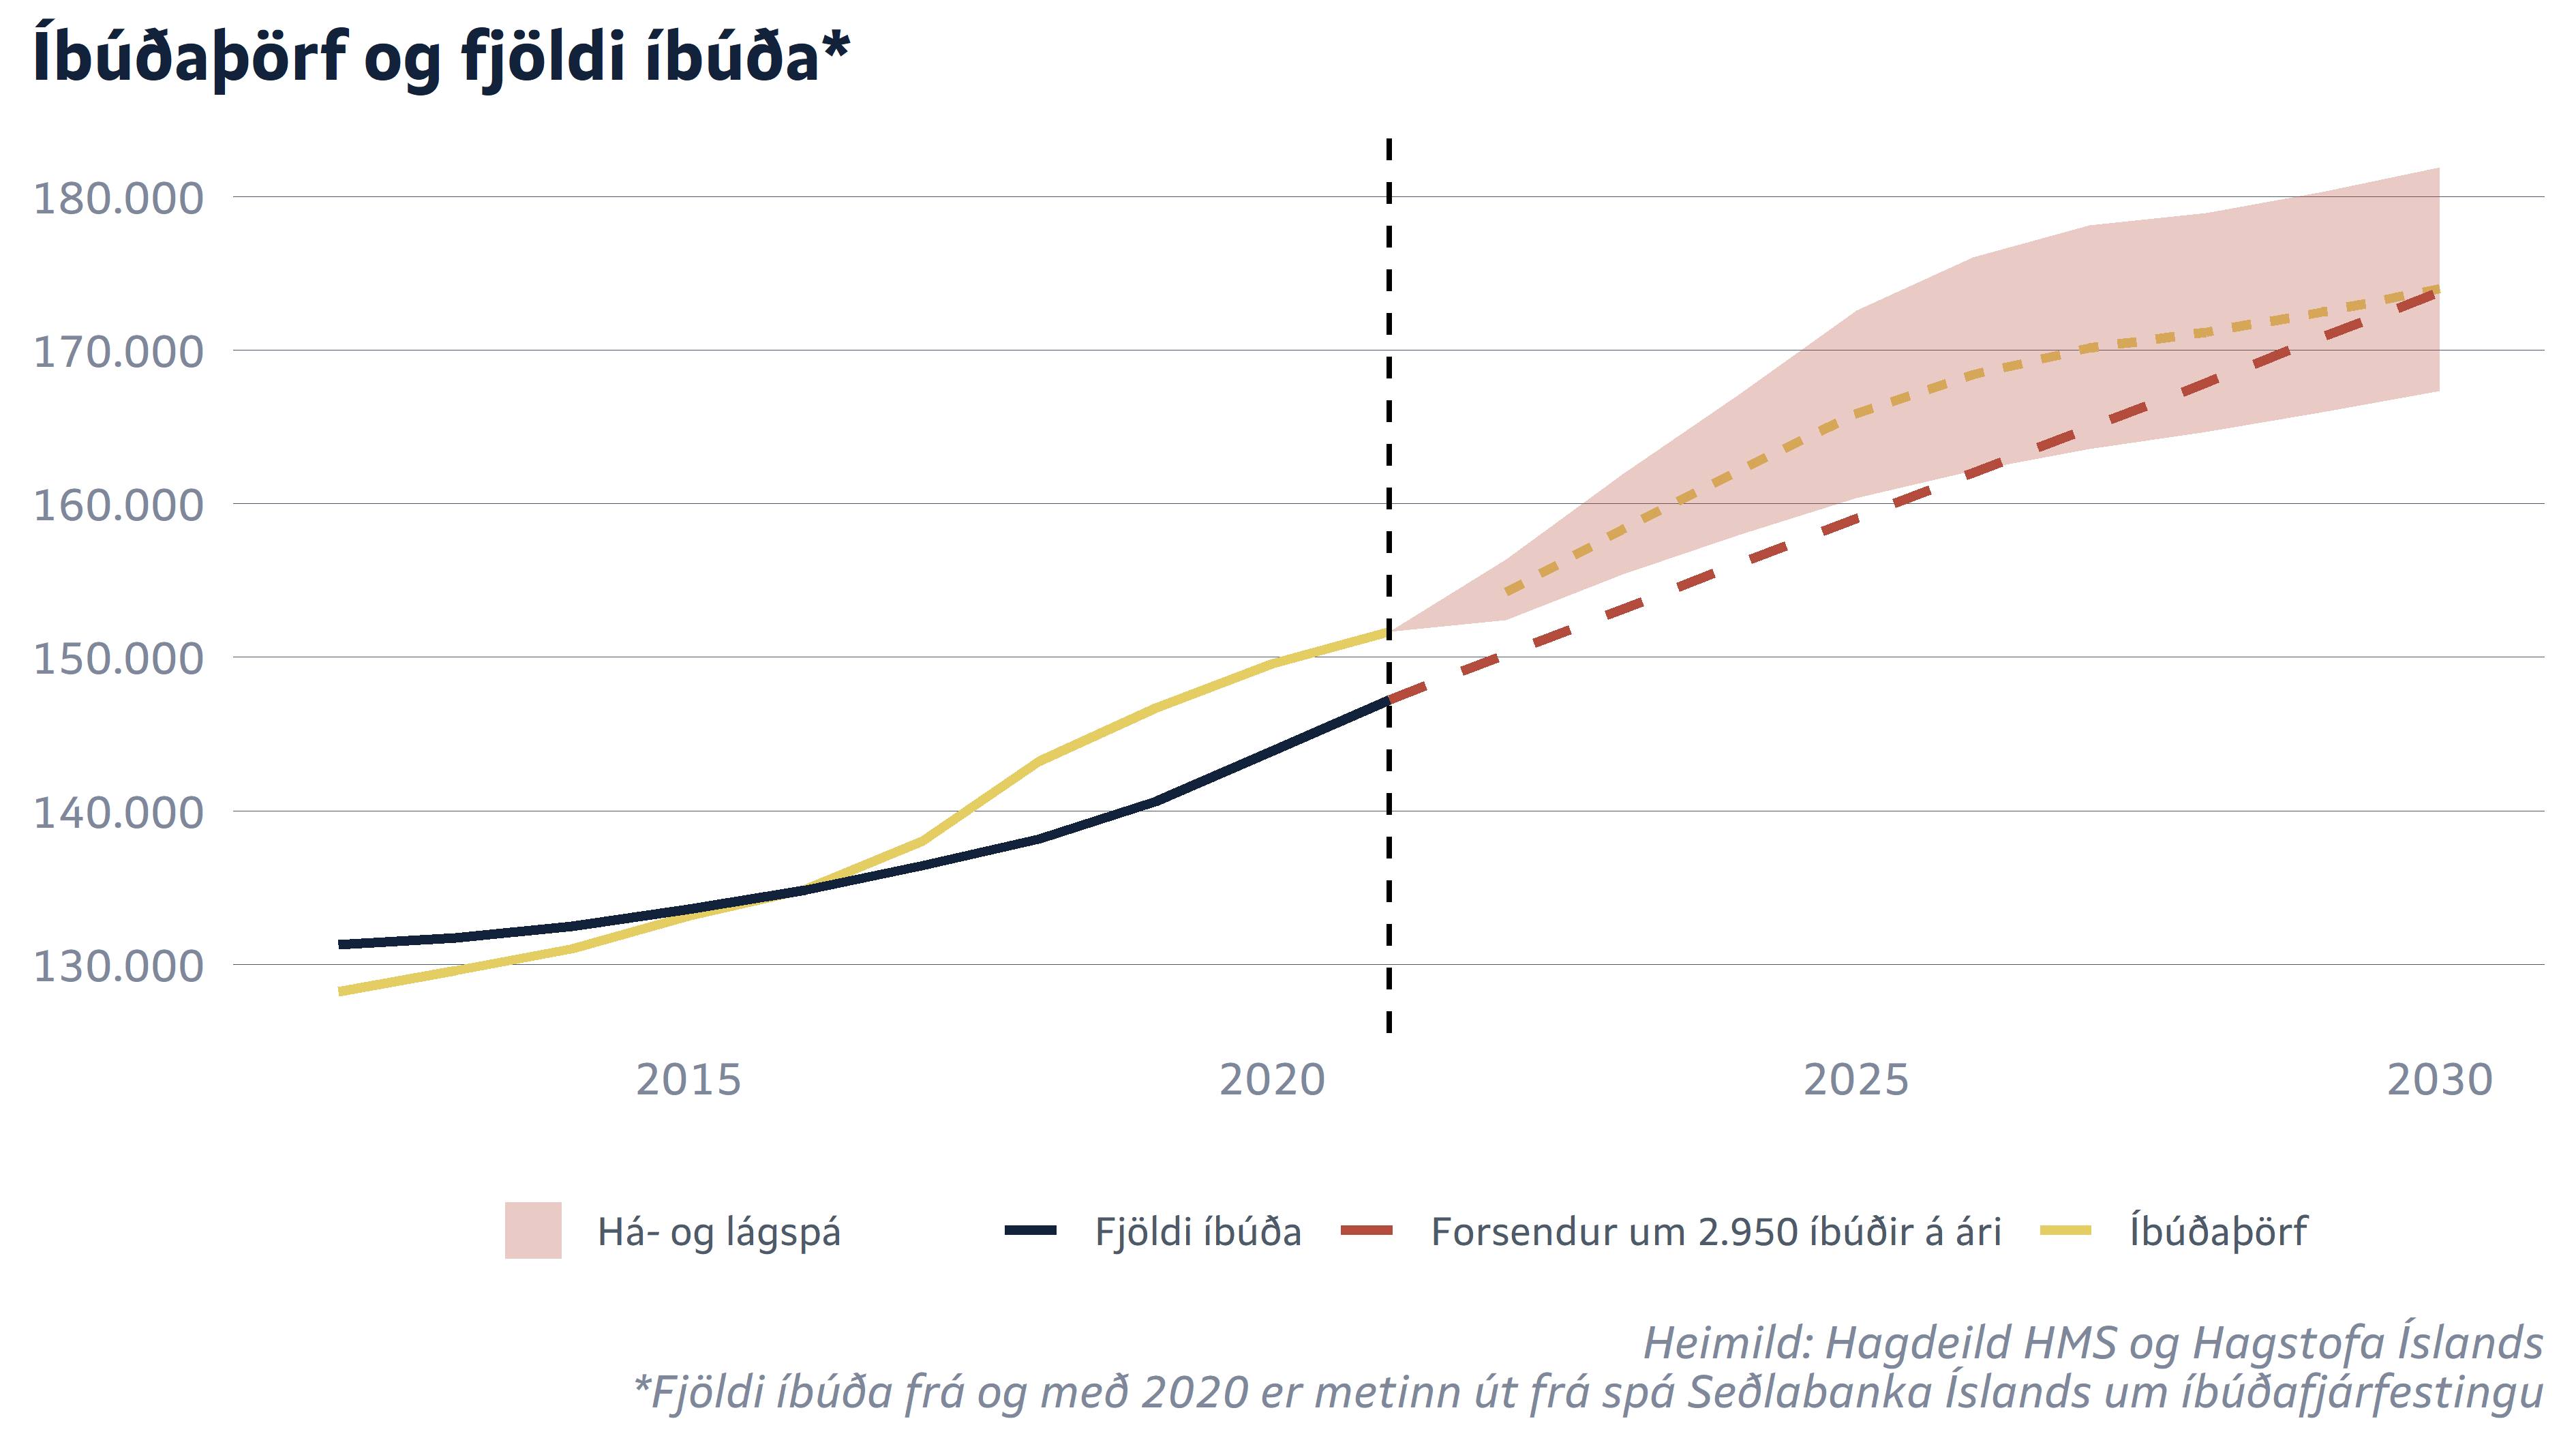 Íbúðaþörf og fjöldi íbúða*
180.000
170.000
160.000
150.000
140.000
130.000
2015 2020 2025 2030
Há- og lágspá Fjöldi íbúða Forsendur um 2.950 íbúðir á ári Íbúðaþörf
Heimild: Hagdeild HMS og Hagstofa Íslands
*Fjöldi íbúða frá og með 2020 er metinn út frá spá Seðlabanka Íslands um íbúðafjárfestingu